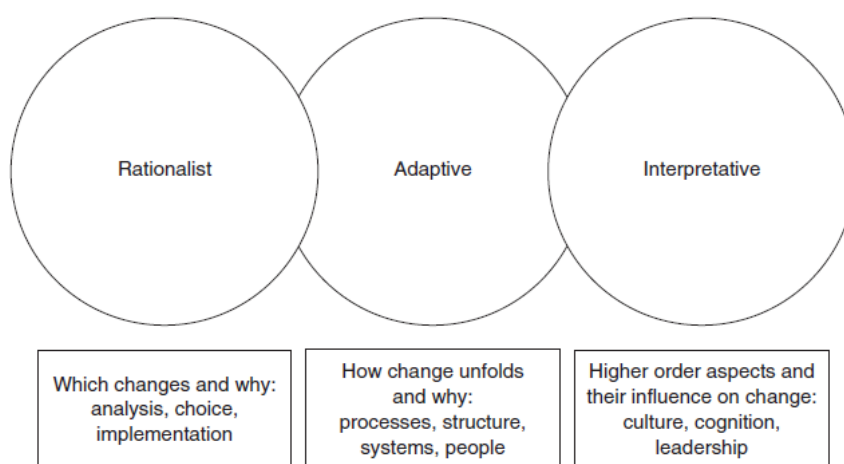 Rationalist
Adaptive
Interpretative
Which changes and why:
analysis, choice,
implementation
How change unfolds
and why:
processes, structure,
systems, people
Higher order aspects and
their influence on change:
culture, cognition,
leadership